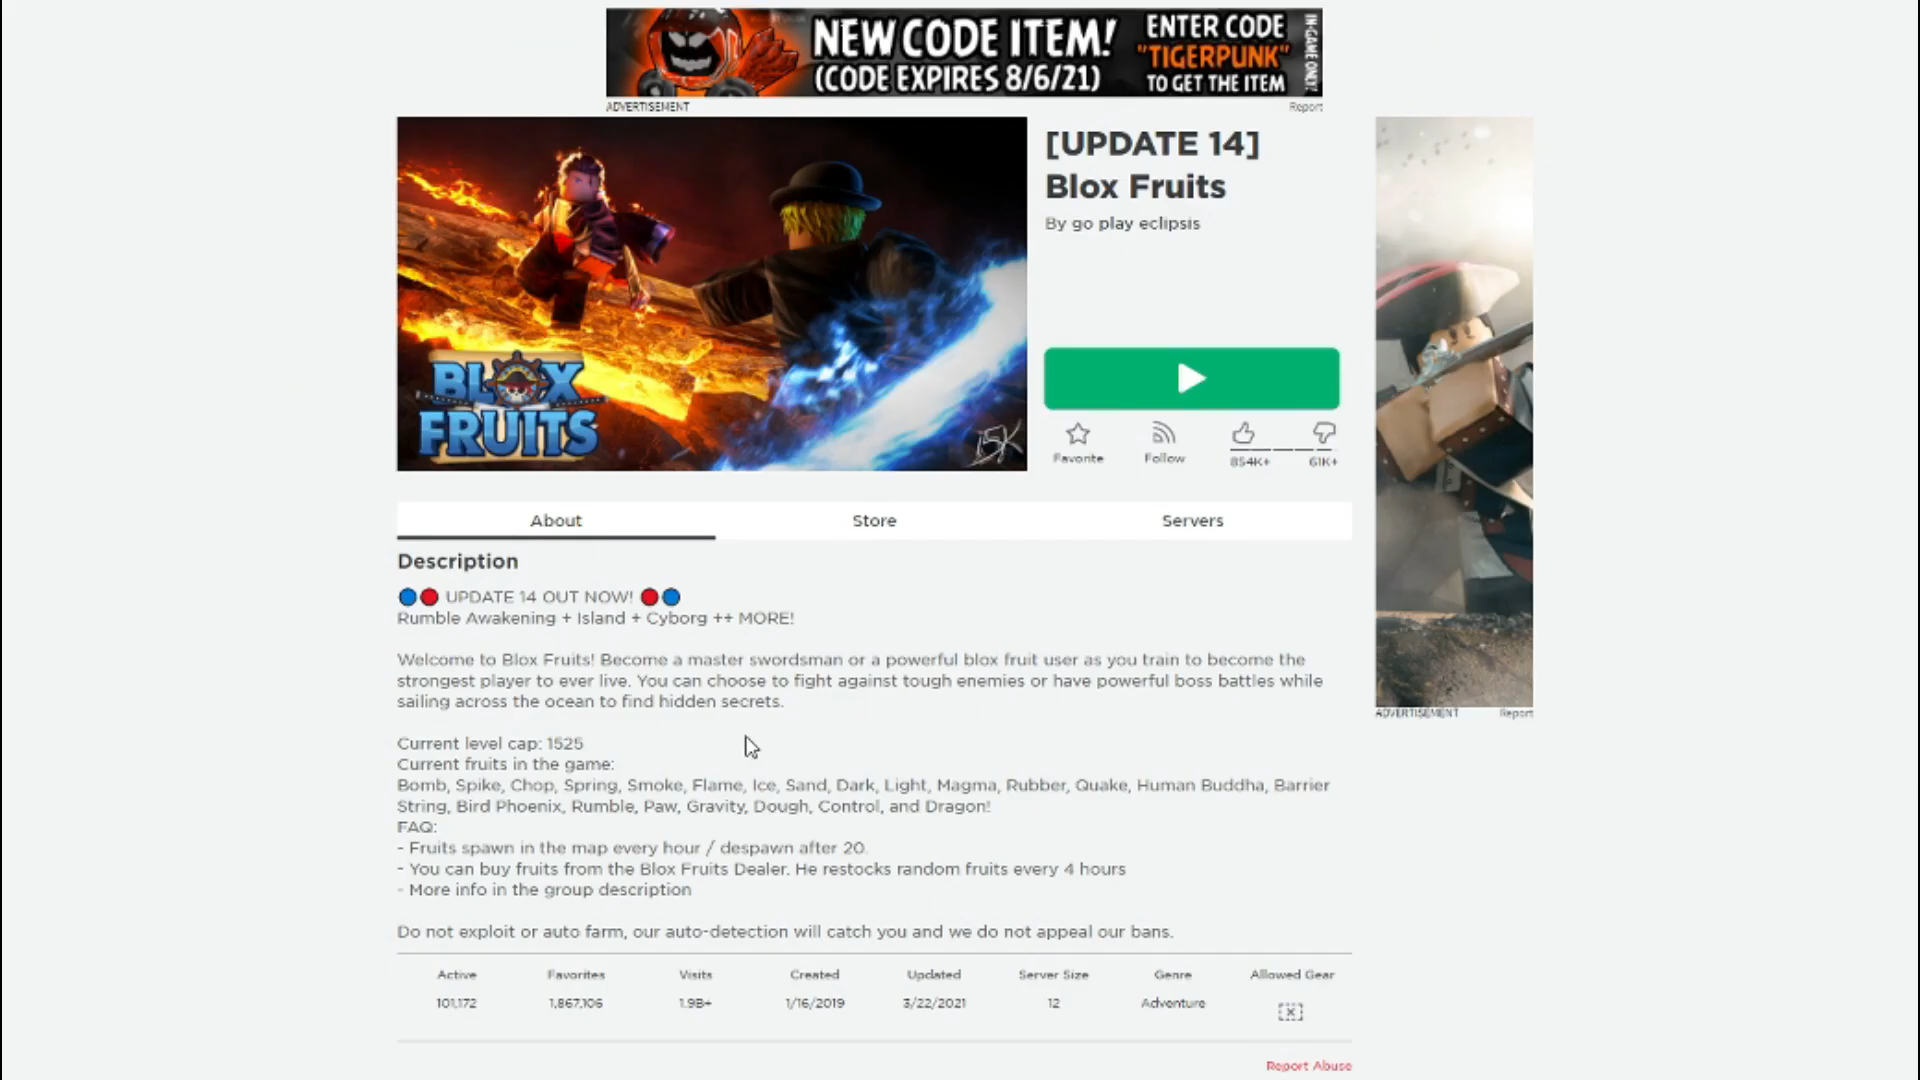 NEW CODE ITEM!
(CODE EXPIRES 8/6/21)
ENTER CODE
"TIGERPUNK"
TO GET THE ITEM
IN-GAME ONLY!
ADVERTISEMENT
Report
BLOX
FRUITS
15K
[UPDATE 14]
Blox Fruits
By go play eclipsis
Favorite
Follow
854K+
61K+
About
Store
Servers
Description
🔵🔴 UPDATE 14 OUT NOW! 🔴🔵
Rumble Awakening + Island + Cyborg ++ MORE!
Welcome to Blox Fruits! Become a master swordsman or a powerful blox fruit user as you train to become the
strongest player to ever live. You can choose to fight against tough enemies or have powerful boss battles while
sailing across the ocean to find hidden secrets.
Current level cap: 1525
Current fruits in the game:
Bomb, Spike, Chop, Spring, Smoke, Flame, Ice, Sand, Dark, Light, Magma, Rubber, Quake, Human Buddha, Barrier
String, Bird Phoenix, Rumble, Paw, Gravity, Dough, Control, and Dragon!
FAQ:
- Fruits spawn in the map every hour / despawn after 20.
- You can buy fruits from the Blox Fruits Dealer. He restocks random fruits every 4 hours
- More info in the group description
Do not exploit or auto farm, our auto-detection will catch you and we do not appeal our bans.
Active Favorites Visits Created Updated Server Size Genre Allowed Gear
101,172 1,867,106 1.9B+ 1/16/2019 3/22/2021 12 Adventure
Report Abuse
ADVERTISEMENT
Report